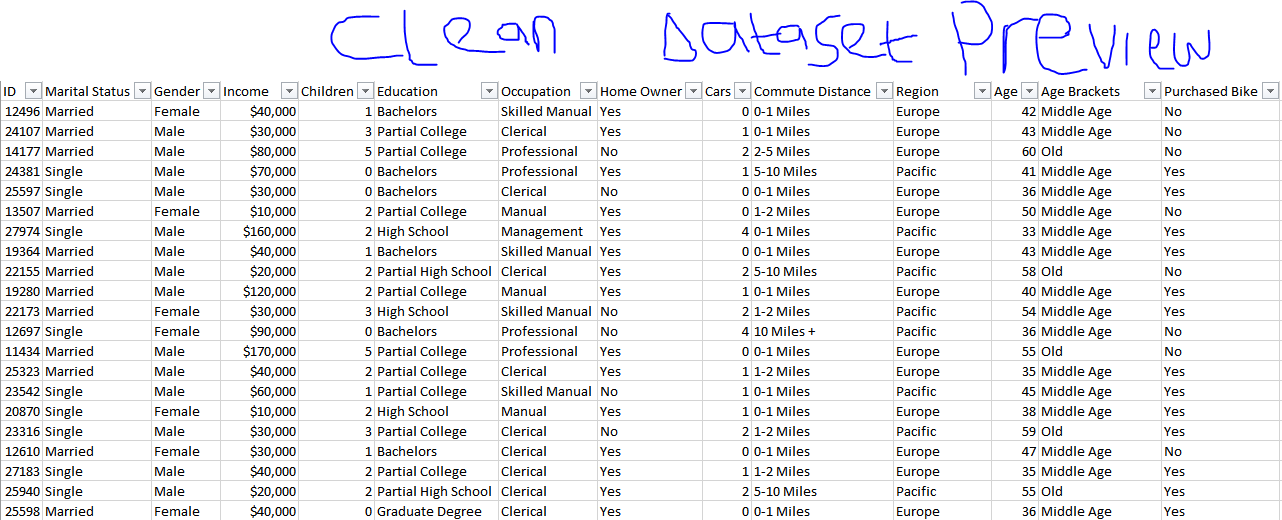 Clean Dataset Preview
ID Marital Status Gender Income Children Education Occupation Home Owner Cars Commute Distance Region Age Age Brackets Purchased Bike
12496 Married Female $40,000 1 Bachelors Skilled Manual Yes 0 0-1 Miles Europe 42 Middle Age No
24107 Married Male $30,000 3 Partial College Clerical Yes 1 0-1 Miles Europe 43 Middle Age No
14177 Married Male $80,000 5 Partial College Professional No 2 2-5 Miles Europe 60 Old No
24381 Single Male $70,000 0 Bachelors Professional Yes 1 5-10 Miles Pacific 41 Middle Age Yes
25597 Single Male $30,000 0 Bachelors Clerical No 0 0-1 Miles Europe 36 Middle Age Yes
13507 Married Female $10,000 2 Partial College Manual Yes 0 1-2 Miles Europe 50 Middle Age No
27974 Single Male $160,000 2 High School Management Yes 4 0-1 Miles Pacific 33 Middle Age Yes
19364 Married Male $40,000 1 Bachelors Skilled Manual Yes 0 0-1 Miles Europe 43 Middle Age Yes
22155 Married Male $20,000 2 Partial High School Clerical Yes 2 5-10 Miles Pacific 58 Old No
19280 Married Male $120,000 2 Partial College Manual Yes 1 0-1 Miles Europe 40 Middle Age Yes
22173 Married Female $30,000 3 High School Skilled Manual No 2 1-2 Miles Pacific 54 Middle Age Yes
12697 Single Female $90,000 0 Bachelors Professional No 4 10 Miles + Pacific 36 Middle Age No
11434 Married Male $170,000 5 Partial College Professional Yes 0 0-1 Miles Europe 55 Old No
25323 Married Male $40,000 2 Partial College Clerical Yes 1 1-2 Miles Europe 35 Middle Age Yes
23542 Single Male $60,000 1 Partial College Skilled Manual No 1 0-1 Miles Pacific 45 Middle Age Yes
20870 Single Female $10,000 2 High School Manual Yes 1 0-1 Miles Europe 38 Middle Age Yes
23316 Single Male $30,000 3 Partial College Clerical No 2 1-2 Miles Pacific 59 Old Yes
12610 Married Female $30,000 1 Bachelors Clerical Yes 0 0-1 Miles Europe 47 Middle Age No
27183 Single Male $40,000 2 Partial College Clerical Yes 1 1-2 Miles Europe 35 Middle Age Yes
25940 Single Male $20,000 2 Partial High School Clerical Yes 2 5-10 Miles Pacific 55 Old Yes
25598 Married Female $40,000 0 Graduate Degree Clerical Yes 0 0-1 Miles Europe 36 Middle Age Yes